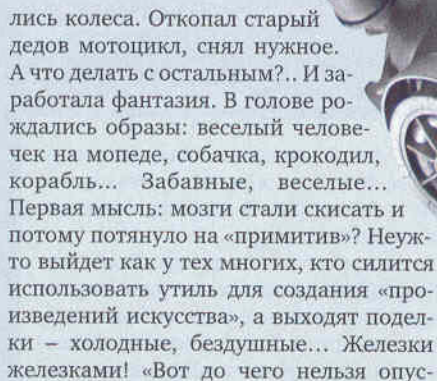 лись колеса. Откопал старый
дедов мотоцикл, снял нужное.
А что делать с остальным?.. И за-
работала фантазия. В голове ро-
ждались образы: веселый челове-
чек на мопеде, собачка, крокодил,
корабль... Забавные, веселые...
Первая мысль: мозги стали скисать и
потому потянуло на «примитив»? Неуж-
то выйдет как у тех многих, кто силится
использовать утиль для создания «про-
изведений искусства», а выходят подел-
ки – холодные, бездушные... Железки
железками! «Вот до чего нельзя опус-